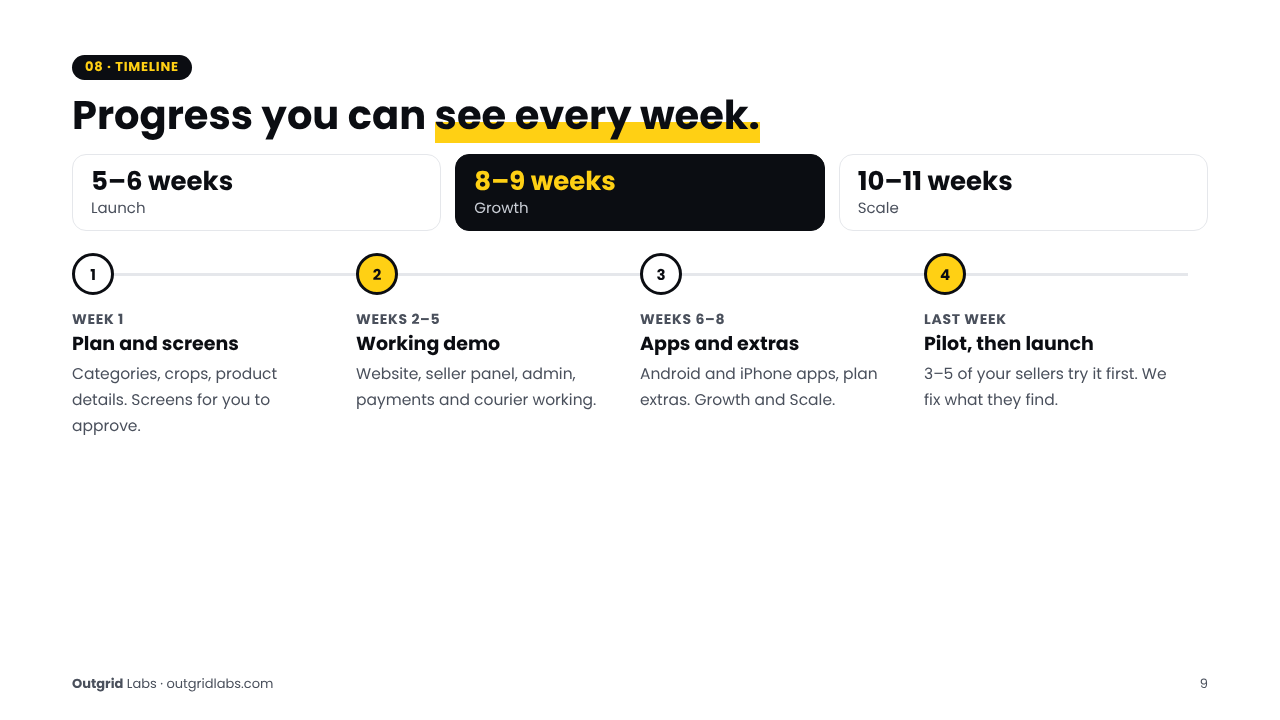 08 · TIMELINE
Progress you can see every week.
5–6 weeks
Launch
8–9 weeks
Growth
10–11 weeks
Scale
1
2
3
4
WEEK 1
Plan and screens
Categories, crops, product
details. Screens for you to
approve.
WEEKS 2–5
Working demo
Website, seller panel, admin,
payments and courier working.
WEEKS 6–8
Apps and extras
Android and iPhone apps, plan
extras. Growth and Scale.
LAST WEEK
Pilot, then launch
3–5 of your sellers try it first. We
fix what they find.
Outgrid Labs · outgridlabs.com
9